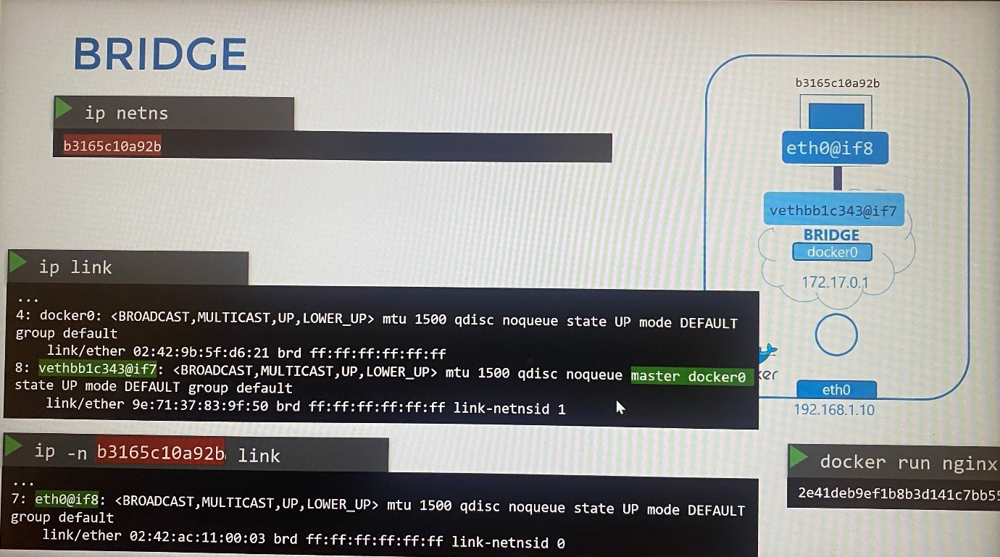 BRIDGE
ip netns
b3165c10a92b
ip link
...
4: docker0: <BROADCAST,MULTICAST,UP,LOWER_UP> mtu 1500 qdisc noqueue state UP mode DEFAULT
group default
link/ether 02:42:9b:5f:d6:21 brd ff:ff:ff:ff:ff:ff
8: vethbb1c343@if7: <BROADCAST,MULTICAST,UP,LOWER_UP> mtu 1500 qdisc noqueue master docker0
state UP mode DEFAULT group default
link/ether 9e:71:37:83:9f:50 brd ff:ff:ff:ff:ff:ff link-netnsid 1
ip -n b3165c10a92b link
...
7: eth0@if8: <BROADCAST,MULTICAST,UP,LOWER_UP> mtu 1500 qdisc noqueue state UP mode DEFAULT
group default
link/ether 02:42:ac:11:00:03 brd ff:ff:ff:ff:ff:ff link-netnsid 0
b3165c10a92b
eth0@if8
vethbb1c343@if7
BRIDGE
docker0
172.17.0.1
ker
eth0
192.168.1.10
docker run nginx
2e41deb9ef1b8b3d141c7bb55